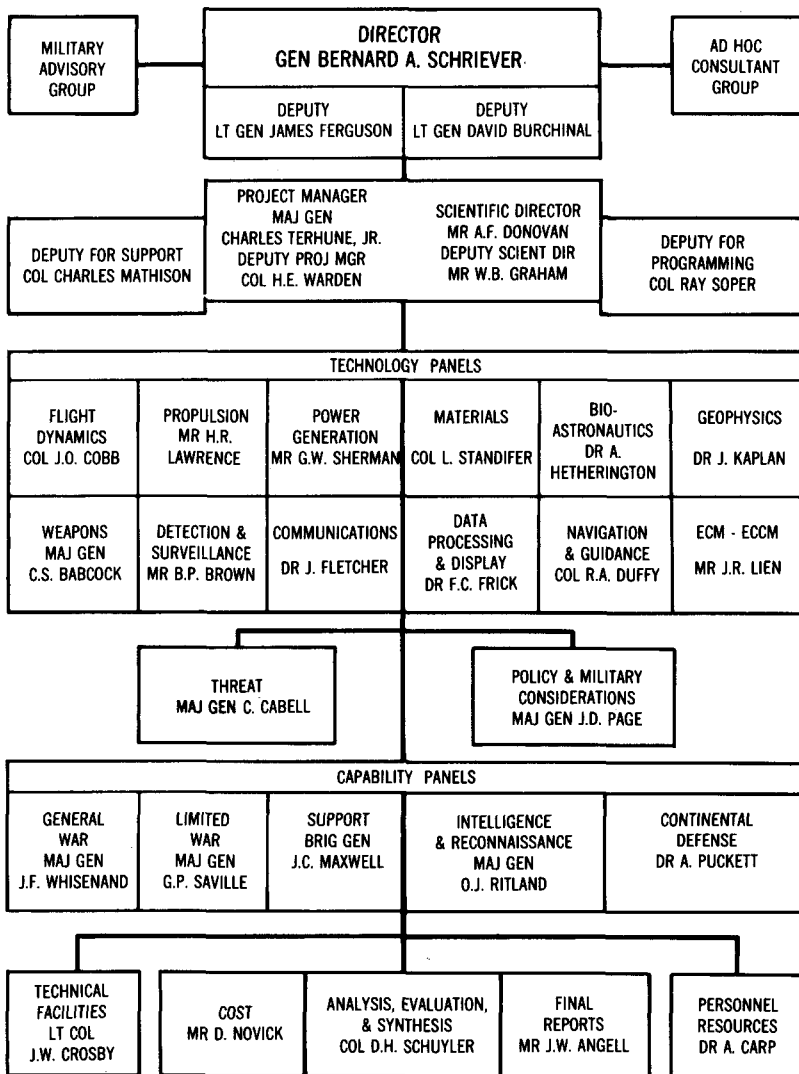 MILITARY
ADVISORY
GROUP
DIRECTOR
GEN BERNARD A. SCHRIEVER
AD HOC
CONSULTANT
GROUP
DEPUTY
LT GEN JAMES FERGUSON
DEPUTY
LT GEN DAVID BURCHINAL
DEPUTY FOR SUPPORT
COL CHARLES MATHISON
PROJECT MANAGER
MAJ GEN
CHARLES TERHUNE, JR.
DEPUTY PROJ MGR
COL H.E. WARDEN
SCIENTIFIC DIRECTOR
MR A.F. DONOVAN
DEPUTY SCIENT DIR
MR W.B. GRAHAM
DEPUTY FOR
PROGRAMMING
COL RAY SOPER
TECHNOLOGY PANELS
FLIGHT
DYNAMICS
COL J.O. COBB
PROPULSION
MR H.R.
LAWRENCE
POWER
GENERATION
MR G.W. SHERMAN
MATERIALS
COL L. STANDIFER
BIO-
ASTRONAUTICS
DR A.
HETHERINGTON
GEOPHYSICS
DR J. KAPLAN
WEAPONS
MAJ GEN
C.S. BABCOCK
DETECTION &
SURVEILLANCE
MR B.P. BROWN
COMMUNICATIONS
DR J. FLETCHER
DATA
PROCESSING
& DISPLAY
DR F.C. FRICK
NAVIGATION
& GUIDANCE
COL R.A. DUFFY
ECM - ECCM
MR J.R. LIEN
THREAT
MAJ GEN C. CABELL
POLICY & MILITARY
CONSIDERATIONS
MAJ GEN J.D. PAGE
CAPABILITY PANELS
GENERAL
WAR
MAJ GEN
J.F. WHISENAND
LIMITED
WAR
MAJ GEN
G.P. SAVILLE
SUPPORT
BRIG GEN
J.C. MAXWELL
INTELLIGENCE
& RECONNAISSANCE
MAJ GEN
O.J. RITLAND
CONTINENTAL
DEFENSE
DR A. PUCKETT
TECHNICAL
FACILITIES
LT COL
J.W. CROSBY
COST
MR D. NOVICK
ANALYSIS, EVALUATION,
& SYNTHESIS
COL D.H. SCHUYLER
FINAL
REPORTS
MR J.W. ANGELL
PERSONNEL
RESOURCES
DR A. CARP